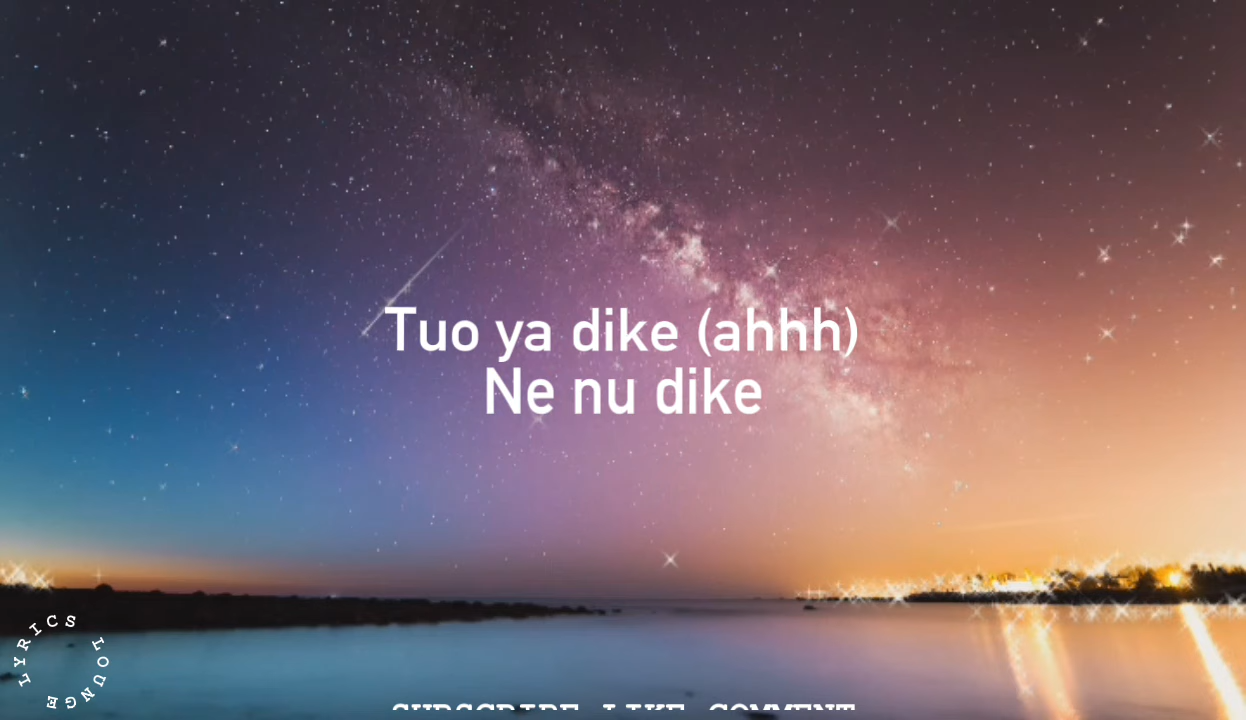 Tuo ya dike (ahhh)
Ne nu dike
LYRICS LOUNGE
SUBSCRIBE LIKE COMMENT